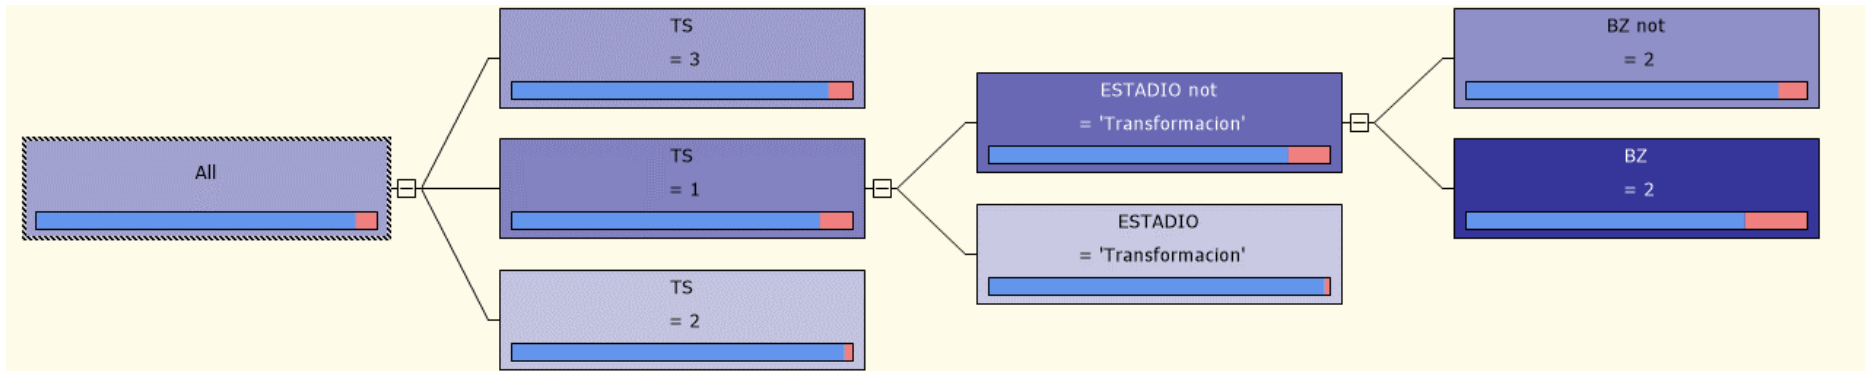 All
TS
= 3
TS
= 1
TS
= 2
ESTADIO not
= 'Transformacion'
ESTADIO
= 'Transformacion'
BZ not
= 2
BZ
= 2